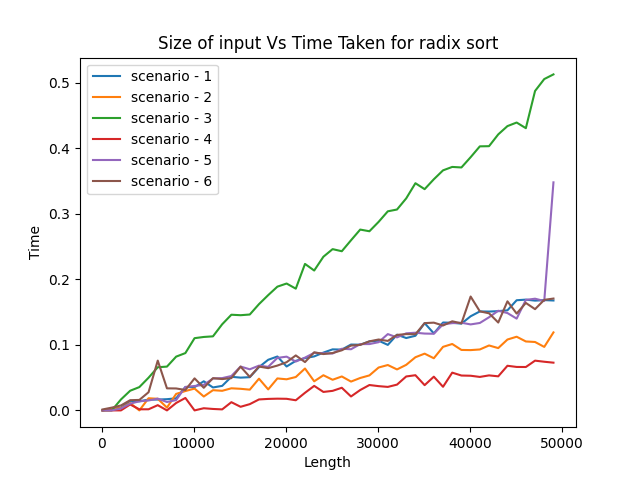 Size of input Vs Time Taken for radix sort
scenario - 1
scenario - 2
scenario - 3
scenario - 4
scenario - 5
scenario - 6
0.5
0.4
0.3
0.2
0.1
0.0
Time
0 10000 20000 30000 40000 50000
Length